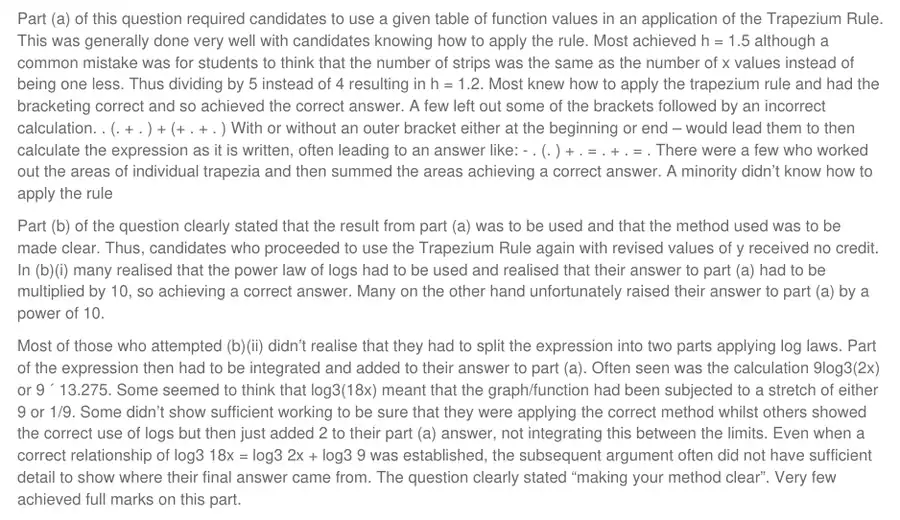 Part (a) of this question required candidates to use a given table of function values in an application of the Trapezium Rule.
This was generally done very well with candidates knowing how to apply the rule. Most achieved h = 1.5 although a
common mistake was for students to think that the number of strips was the same as the number of x values instead of
being one less. Thus dividing by 5 instead of 4 resulting in h = 1.2. Most knew how to apply the trapezium rule and had the
bracketing correct and so achieved the correct answer. A few left out some of the brackets followed by an incorrect
calculation. . (. + . ) + (+ . + . ) With or without an outer bracket either at the beginning or end – would lead them to then
calculate the expression as it is written, often leading to an answer like: - . (. ) + . = . + . = . There were a few who worked
out the areas of individual trapezia and then summed the areas achieving a correct answer. A minority didn't know how to
apply the rule
Part (b) of the question clearly stated that the result from part (a) was to be used and that the method used was to be
made clear. Thus, candidates who proceeded to use the Trapezium Rule again with revised values of y received no credit.
In (b)(i) many realised that the power law of logs had to be used and realised that their answer to part (a) had to be
multiplied by 10, so achieving a correct answer. Many on the other hand unfortunately raised their answer to part (a) by a
power of 10.
Most of those who attempted (b)(ii) didn't realise that they had to split the expression into two parts applying log laws. Part
of the expression then had to be integrated and added to their answer to part (a). Often seen was the calculation 9log3(2x)
or 9 ´ 13.275. Some seemed to think that log3(18x) meant that the graph/function had been subjected to a stretch of either
9 or 1/9. Some didn't show sufficient working to be sure that they were applying the correct method whilst others showed
the correct use of logs but then just added 2 to their part (a) answer, not integrating this between the limits. Even when a
correct relationship of log3 18x = log3 2x + log3 9 was established, the subsequent argument often did not have sufficient
detail to show where their final answer came from. The question clearly stated “making your method clear”. Very few
achieved full marks on this part.